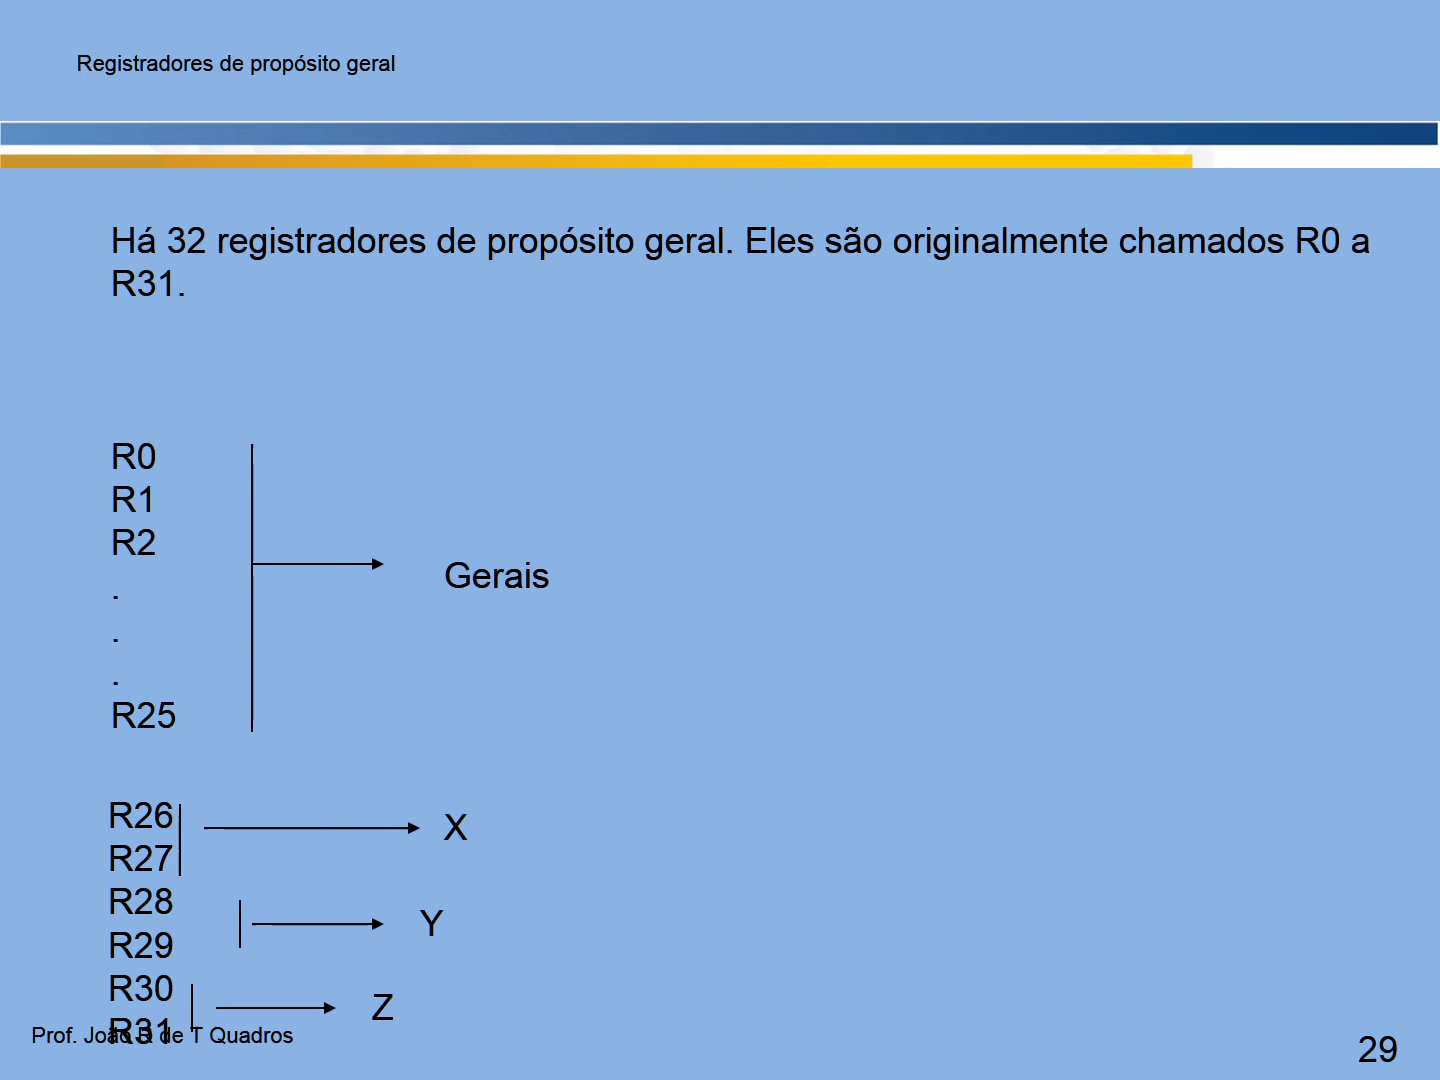 Registradores de propósito geral
Há 32 registradores de propósito geral. Eles são originalmente chamados R0 a
R31.
R0
R1
R2
.
.
.
R25
Gerais
R26
R27
X
R28
R29
Y
R30
R31
Z
Prof. João R de T Quadros
29